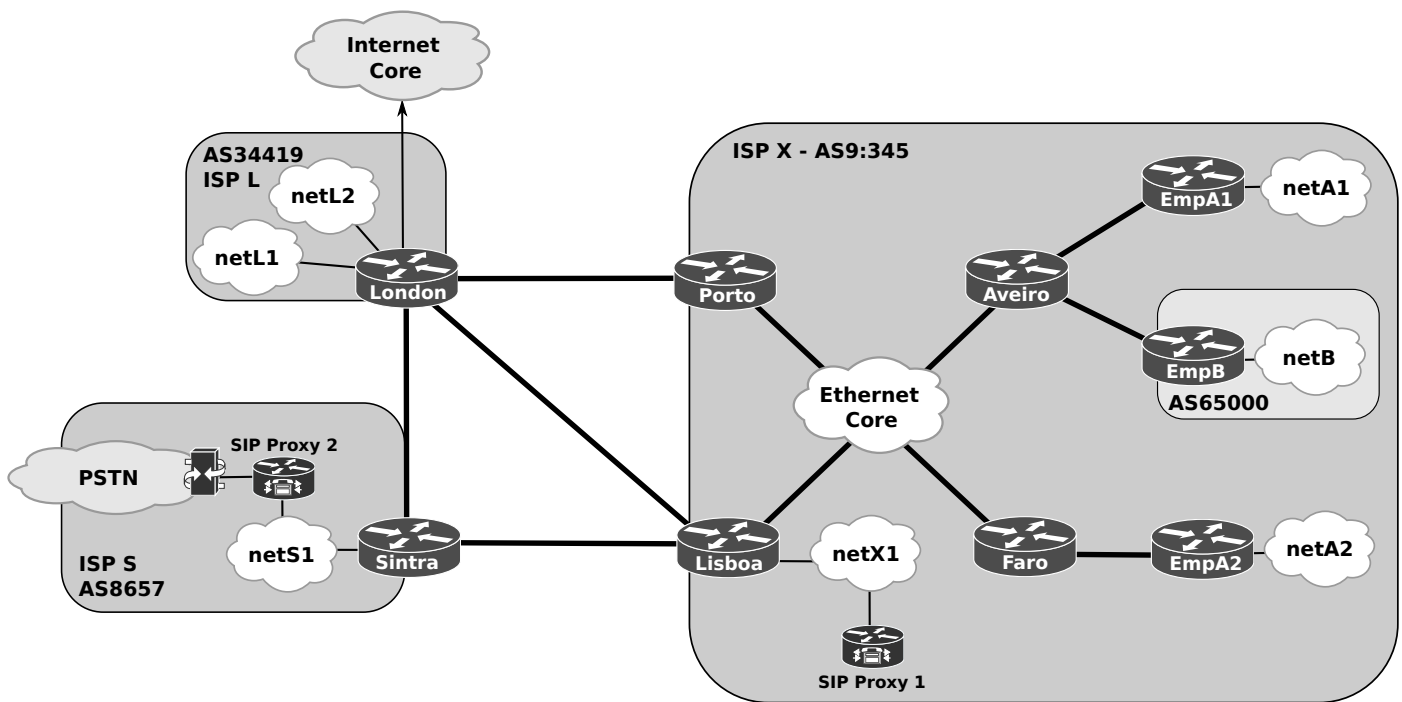 Internet
Core
AS34419
ISP L
netL2
netL1
London
ISP X - AS9:345
EmpA1
netA1
Porto
Aveiro
EmpB
netB
AS65000
Ethernet
Core
SIP Proxy 2
PSTN
netS1
Sintra
ISP S
AS8657
Lisboa
netX1
SIP Proxy 1
Faro
EmpA2
netA2